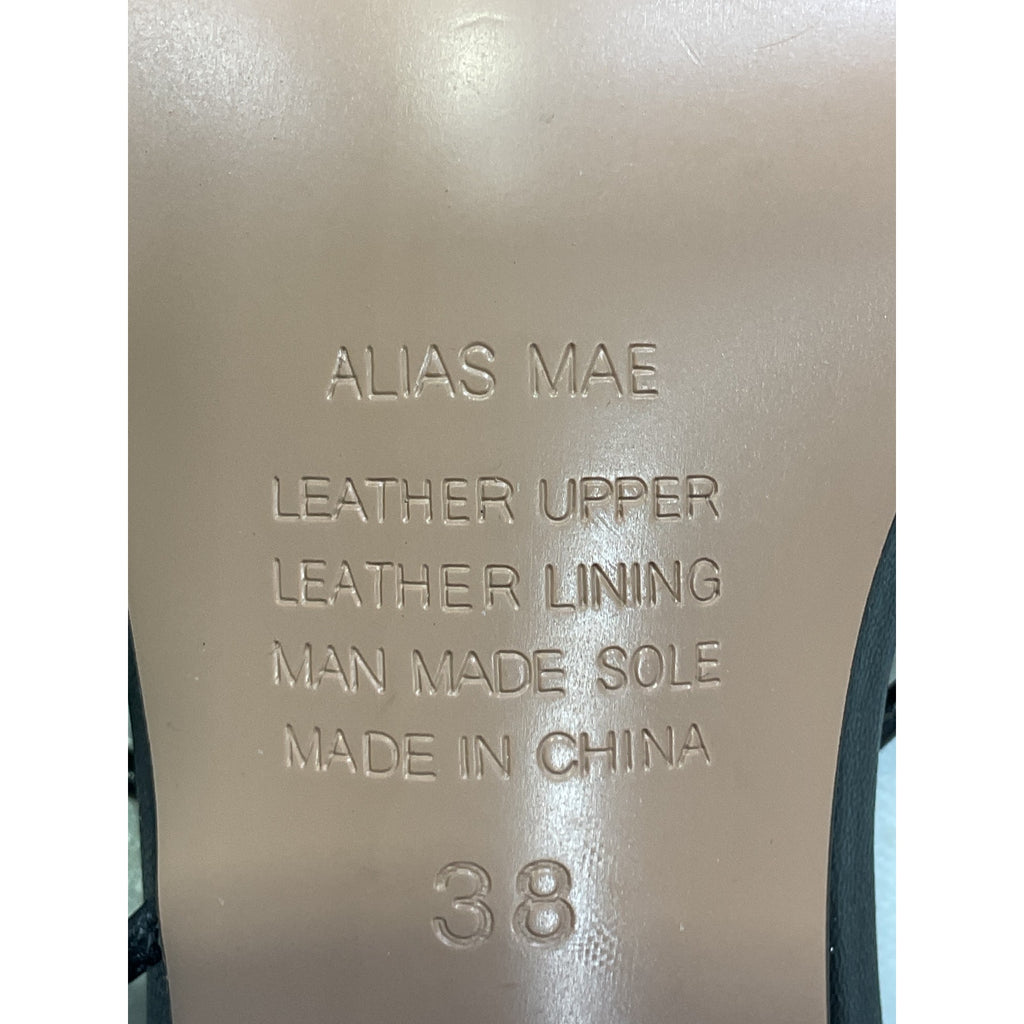 ALIAS MAE
LEATHER UPPER
LEATHER LINING
MAN MADE SOLE
MADE IN CHINA
38